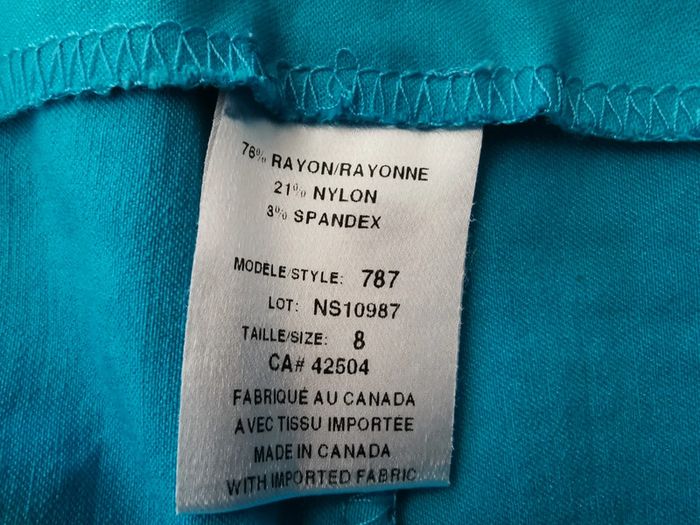 76% RAYON/RAYONNE
21% NYLON
3% SPANDEX
MODÈLE/STYLE: 787
LOT: NS10987
TAILLE/SIZE: 8
CA# 42504
FABRIQUÉ AU CANADA
AVEC TISSU IMPORTÉE
MADE IN CANADA
WITH IMPORTED FABRIC